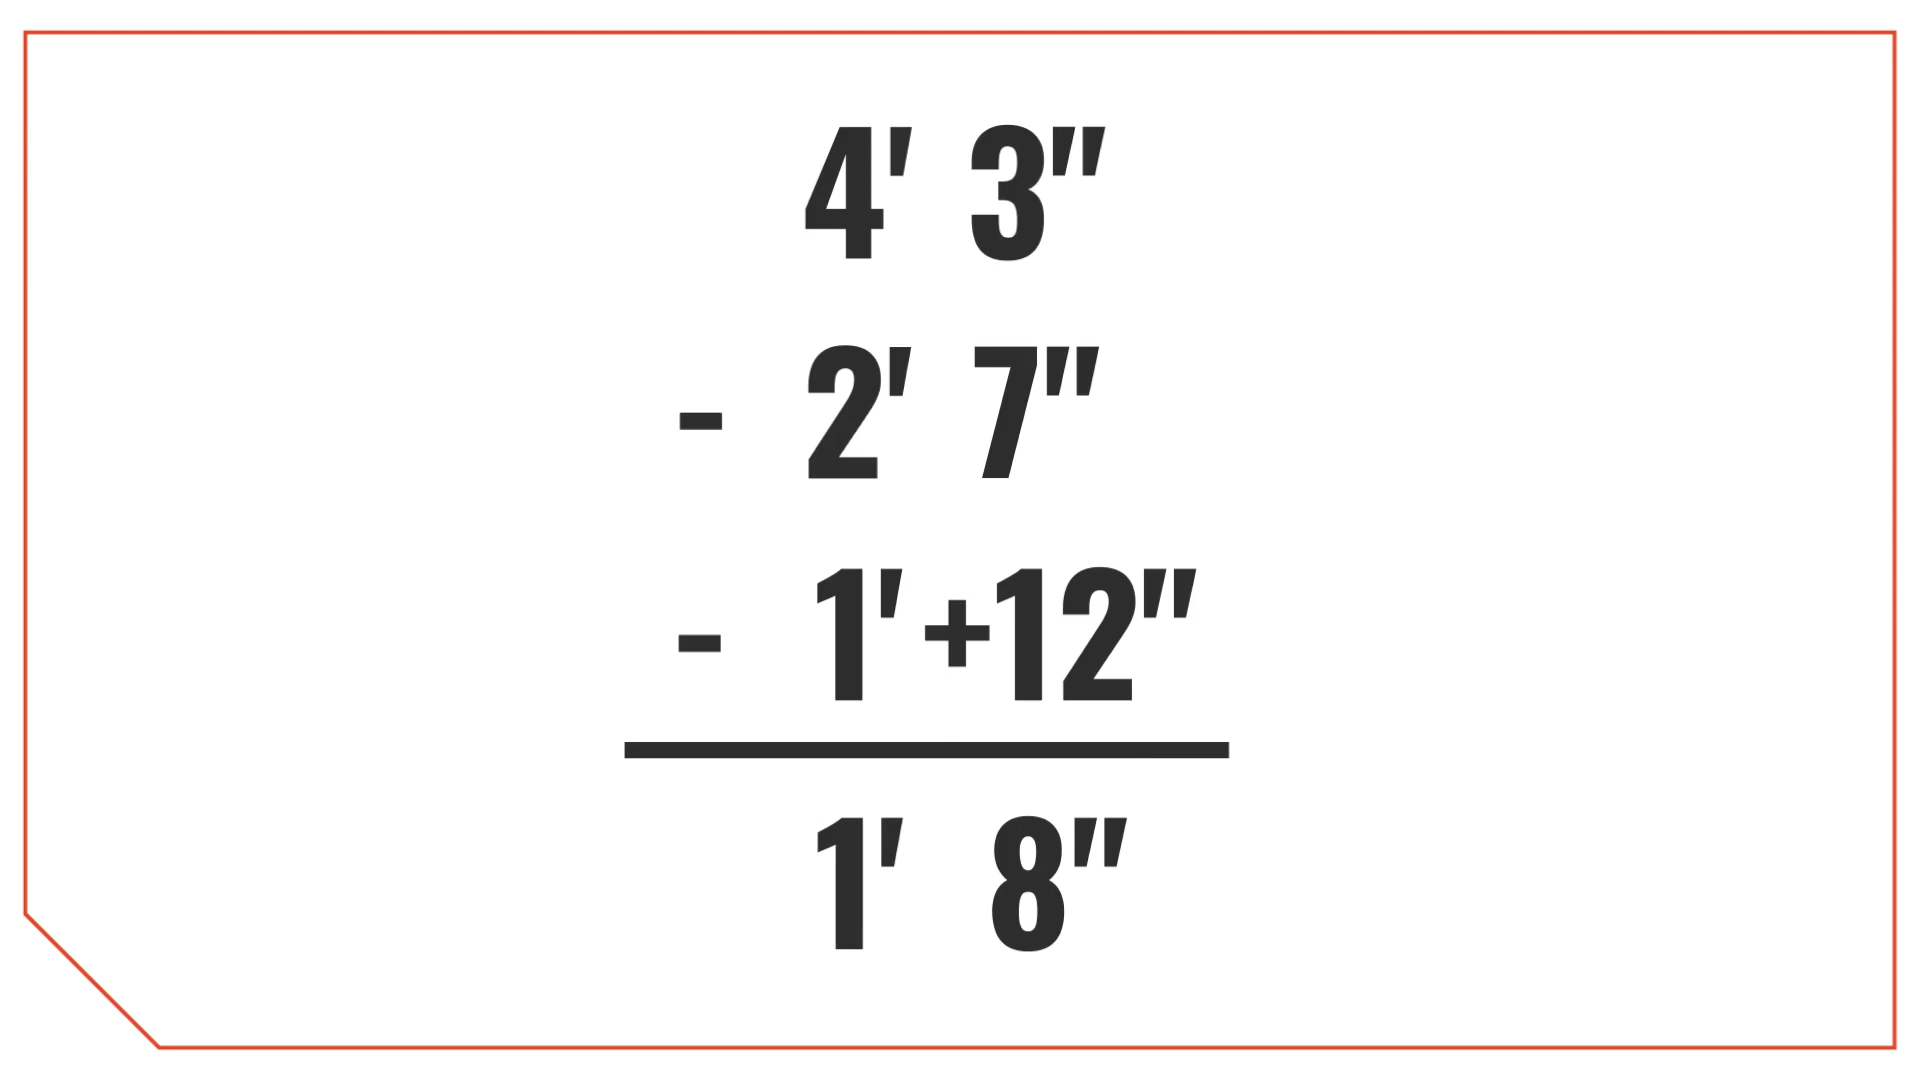 4' 3"
- 2' 7"
- 1' +12"
1' 8"